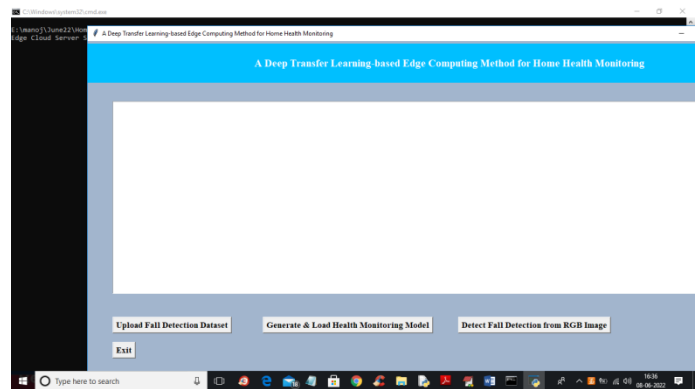 C:\Windows\system32\cmd.exe
E:\manoj\June22\Hom
Edge Cloud Server S
A Deep Transfer Learning-based Edge Computing Method for Home Health Monitoring
A Deep Transfer Learning-based Edge Computing Method for Home Health Monitoring
Upload Fall Detection Dataset
Generate & Load Health Monitoring Model
Detect Fall Detection from RGB Image
Exit
Type here to search
16:36
08-06-2022